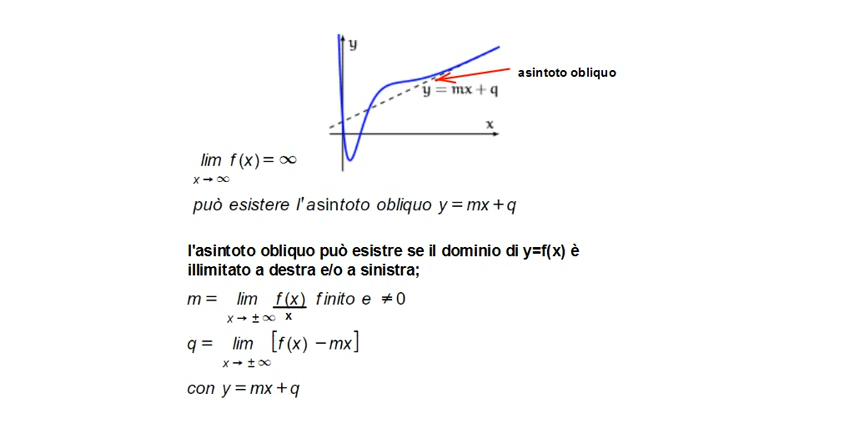 y
asintoto obliquo
y = mx + q
x
lim f(x) = ∞
x → ∞
può esistere l'asintoto obliquo y = mx + q
l'asintoto obliquo può esistre se il dominio di y=f(x) è
illimitato a destra e/o a sinistra;
m = lim f(x) finito e ≠0
x → ±∞ x
q = lim [f(x) − mx]
x → ±∞
con y = mx + q